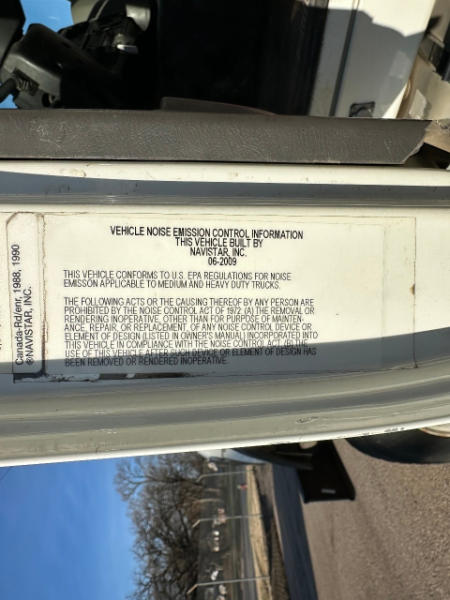 VEHICLE NOISE EMISSION CONTROL INFORMATION
THIS VEHICLE BUILT BY
NAVISTAR, INC.
06-2009
THIS VEHICLE CONFORMS TO U.S. EPA REGULATIONS FOR NOISE
EMISSON APPLICABLE TO MEDIUM AND HEAVY DUTY TRUCKS.
THE FOLLOWING ACTS OR THE CAUSING THEREOF BY ANY PERSON ARE
PROHIBITED BY THE NOISE CONTROL ACT OF 1972 (A) THE REMOVAL OR
RENDERING INOPERATIVE, OTHER THAN FOR PURPOSE OF MAINTEN-
ANCE, REPAIR, OR REPLACEMENT, OF ANY NOISE CONTROL DEVICE OR
ELEMENT OF DESIGN (LISTED IN OWNER'S MANUAL) INCORPORATED INTO
THIS VEHICLE IN COMPLIANCE WITH THE NOISE CONTROL ACT, (B) THE
USE OF THIS VEHICLE AFTER SUCH DEVICE OR ELEMENT OF DESIGN HAS
BEEN REMOVED OR RENDERED INOPERATIVE.
Canada-Rd/enr, 1988, 1990
©NAVISTAR, INC.